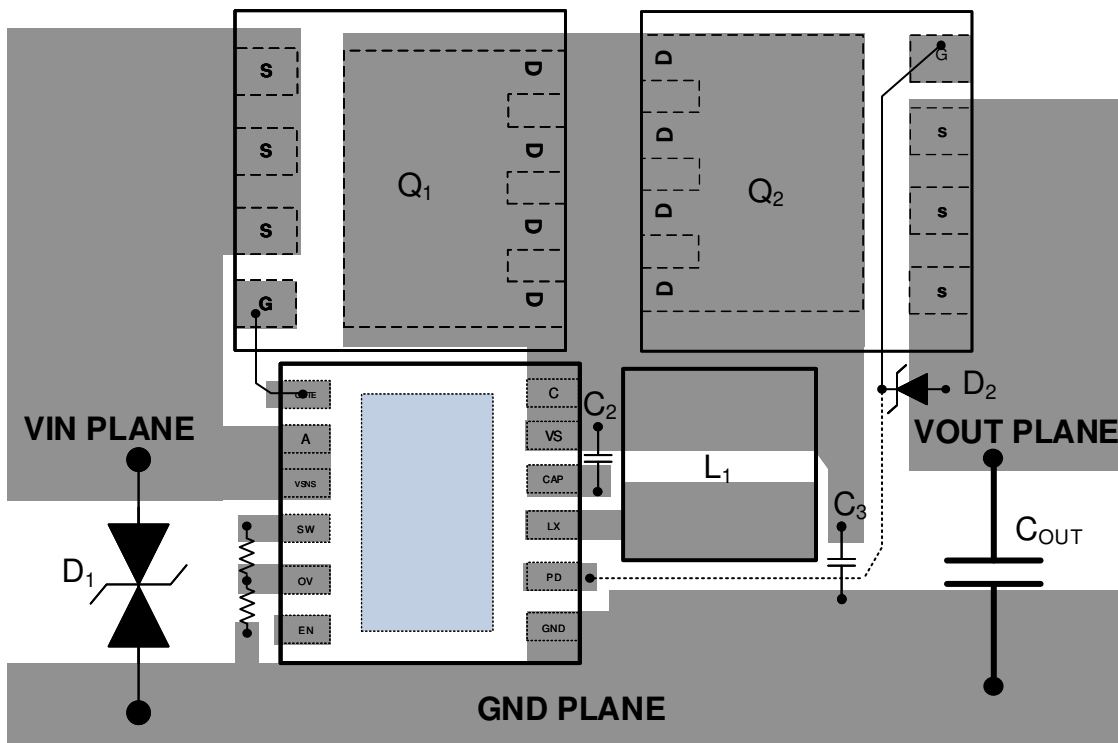 S
D
D
G
S
D
D
s
Q₁
Q₂
S
D
D
s
G
D
D
s
C
D₂
A
VS
C₂
VIN PLANE
VOUT PLANE
VSNS
CAP
L₁
SW
LX
C₃
C_OUT
D₁
OV
PD
EN
GND
GND PLANE